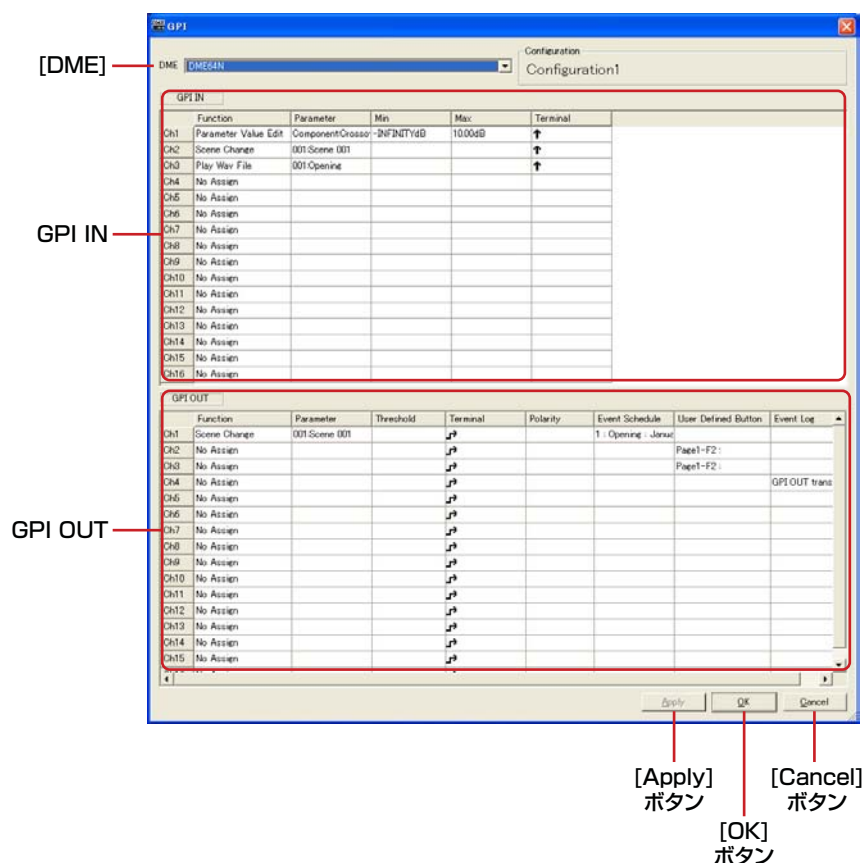 GPI
[DME]
DME DME64N
Configuration
Configuration1
GPI IN
GPI IN
Function Parameter Min Max Terminal
Ch1 Parameter Value Edit ComponentCrossov -INFINITYdB 10.00dB
Ch2 Scene Change 001:Scene 001
Ch3 Play Wav File 001:Opening
Ch4 No Assign
Ch5 No Assign
Ch6 No Assign
Ch7 No Assign
Ch8 No Assign
Ch9 No Assign
Ch10 No Assign
Ch11 No Assign
Ch12 No Assign
Ch13 No Assign
Ch14 No Assign
Ch15 No Assign
Ch16 No Assign
GPI OUT
GPI OUT
Function Parameter Threshold Terminal Polarity Event Schedule User Defined Button Event Log
Ch1 Scene Change 001:Scene 001 1 : Opening : Janua
Ch2 No Assign Page1-F2 :
Ch3 No Assign Page1-F2 :
Ch4 No Assign GPI OUT trans
Ch5 No Assign
Ch6 No Assign
Ch7 No Assign
Ch8 No Assign
Ch9 No Assign
Ch10 No Assign
Ch11 No Assign
Ch12 No Assign
Ch13 No Assign
Ch14 No Assign
Ch15 No Assign
Apply OK Cancel
[Apply]
ボタン
[OK]
ボタン
[Cancel]
ボタン